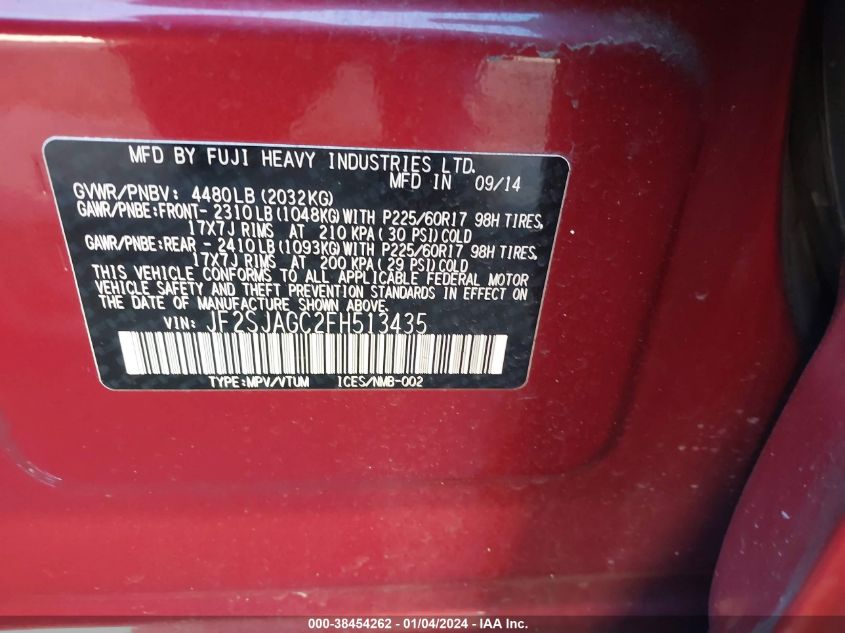 MFD BY FUJI HEAVY INDUSTRIES LTD.
MFD IN 09/14
GVWR/PNBV: 4480LB (2032KG)
GAWR/PNBE:FRONT- 2310LB (1048KG)WITH P225/60R17 98H TIRES,
17X7J RIMS AT 210 KPA( 30 PSI)COLD
GAWR/PNBE:REAR - 2410LB (1093KG)WITH P225/60R17 98H TIRES,
17X7J RIMS AT 200 KPA( 29 PSI)COLD
THIS VEHICLE CONFORMS TO ALL APPLICABLE FEDERAL MOTOR
VEHICLE SAFETY AND THEFT PREVENTION STANDARDS IN EFFECT ON
THE DATE OF MANUFACTURE SHOWN ABOVE.
VIN: JF2SJAGC2FH513435
TYPE:MPV/VTUM ICES/NMB-002
000-38454262 - 01/04/2024 - IAA Inc.